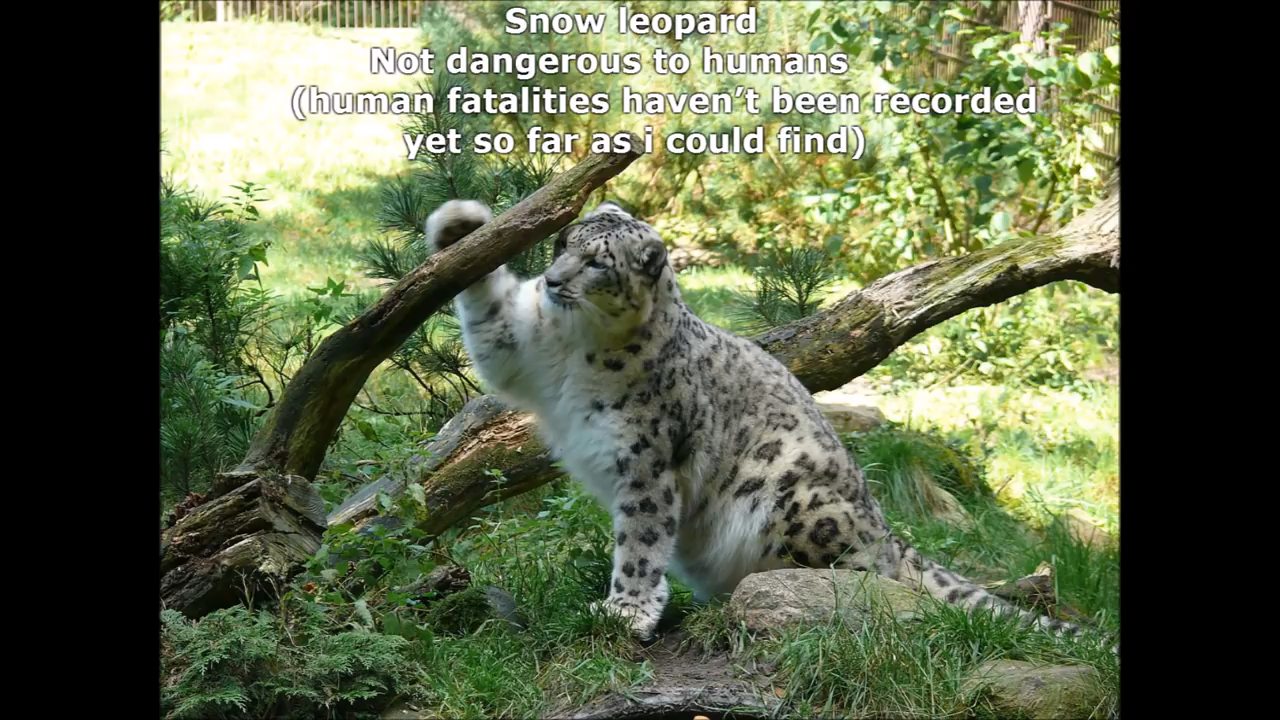 Snow leopard
Not dangerous to humans
(human fatalities haven’t been recorded
yet so far as i could find)